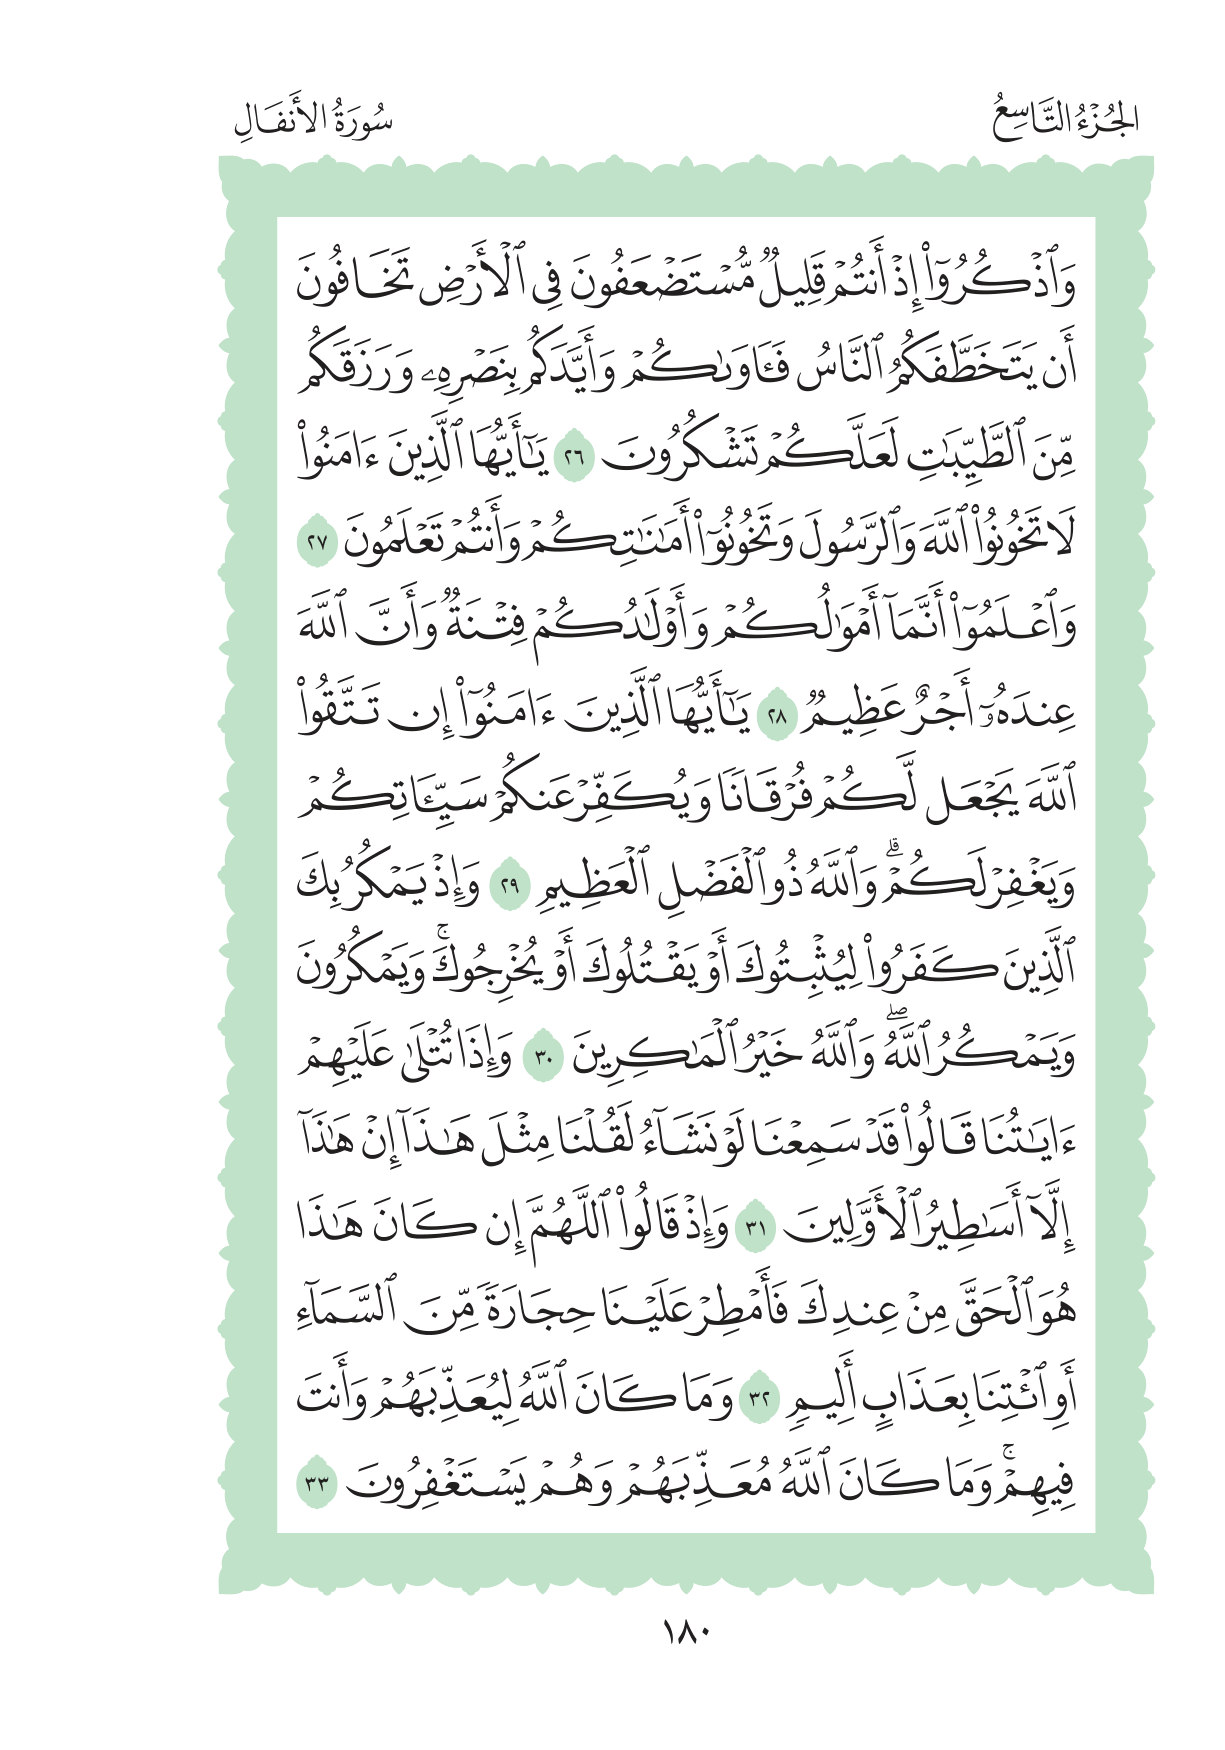 الجُزْءُ التَّاسِعُ
سُورَةُ الأَنفَالِ
وَٱذْكُرُوٓا۟ إِذْ أَنتُمْ قَلِيلٌ مُّسْتَضْعَفُونَ فِى ٱلْأَرْضِ تَخَافُونَ
أَن يَتَخَطَّفَكُمُ ٱلنَّاسُ فَـَٔاوَىٰكُمْ وَأَيَّدَكُم بِنَصْرِهِۦ وَرَزَقَكُم
مِّنَ ٱلطَّيِّبَـٰتِ لَعَلَّكُمْ تَشْكُرُونَ ٢٦ يَـٰٓأَيُّهَا ٱلَّذِينَ ءَامَنُوا۟
لَا تَخُونُوا۟ ٱللَّهَ وَٱلرَّسُولَ وَتَخُونُوٓا۟ أَمَـٰنَـٰتِكُمْ وَأَنتُمْ تَعْلَمُونَ ٢٧
وَٱعْلَمُوٓا۟ أَنَّمَآ أَمْوَٰلُكُمْ وَأَوْلَـٰدُكُمْ فِتْنَةٌ وَأَنَّ ٱللَّهَ
عِندَهُۥٓ أَجْرٌ عَظِيمٌ ٢٨ يَـٰٓأَيُّهَا ٱلَّذِينَ ءَامَنُوٓا۟ إِن تَتَّقُوا۟
ٱللَّهَ يَجْعَل لَّكُمْ فُرْقَانًا وَيُكَفِّرْ عَنكُمْ سَيِّـَٔاتِكُمْ
وَيَغْفِرْ لَكُمْ ۗ وَٱللَّهُ ذُو ٱلْفَضْلِ ٱلْعَظِيمِ ٢٩ وَإِذْ يَمْكُرُ بِكَ
ٱلَّذِينَ كَفَرُوا۟ لِيُثْبِتُوكَ أَوْ يَقْتُلُوكَ أَوْ يُخْرِجُوكَ ۚ وَيَمْكُرُونَ
وَيَمْكُرُ ٱللَّهُ ۖ وَٱللَّهُ خَيْرُ ٱلْمَـٰكِرِينَ ٣٠ وَإِذَا تُتْلَىٰ عَلَيْهِمْ
ءَايَـٰتُنَا قَالُوا۟ قَدْ سَمِعْنَا لَوْ نَشَآءُ لَقُلْنَا مِثْلَ هَـٰذَآ إِنْ هَـٰذَآ
إِلَّآ أَسَـٰطِيرُ ٱلْأَوَّلِينَ ٣١ وَإِذْ قَالُوا۟ ٱللَّهُمَّ إِن كَانَ هَـٰذَا
هُوَ ٱلْحَقَّ مِنْ عِندِكَ فَأَمْطِرْ عَلَيْنَا حِجَارَةً مِّنَ ٱلسَّمَآءِ
أَوِ ٱئْتِنَا بِعَذَابٍ أَلِيمٍ ٣٢ وَمَا كَانَ ٱللَّهُ لِيُعَذِّبَهُمْ وَأَنتَ
فِيهِمْ ۚ وَمَا كَانَ ٱللَّهُ مُعَذِّبَهُمْ وَهُمْ يَسْتَغْفِرُونَ ٣٣
١٨٠